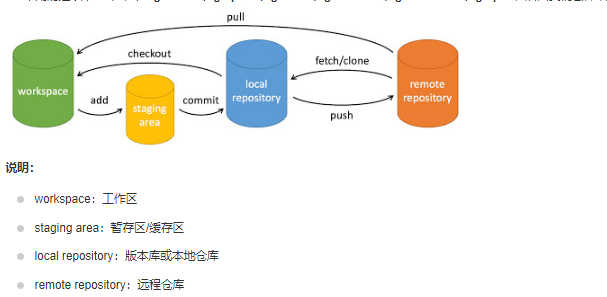 pull
checkout
fetch/clone
workspace
local
repository
remote
repository
add
staging
area
commit
push
说明：
workspace：工作区
staging area：暂存区/缓存区
local repository：版本库或本地仓库
remote repository：远程仓库